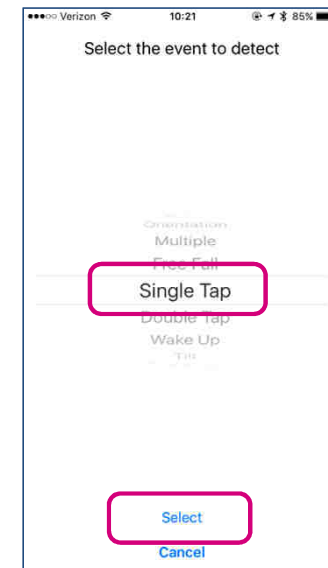 Verizon 10:21 85%
Select the event to detect
Orientation
Multiple
Free Fall
Single Tap
Double Tap
Wake Up
Tilt
Select
Cancel